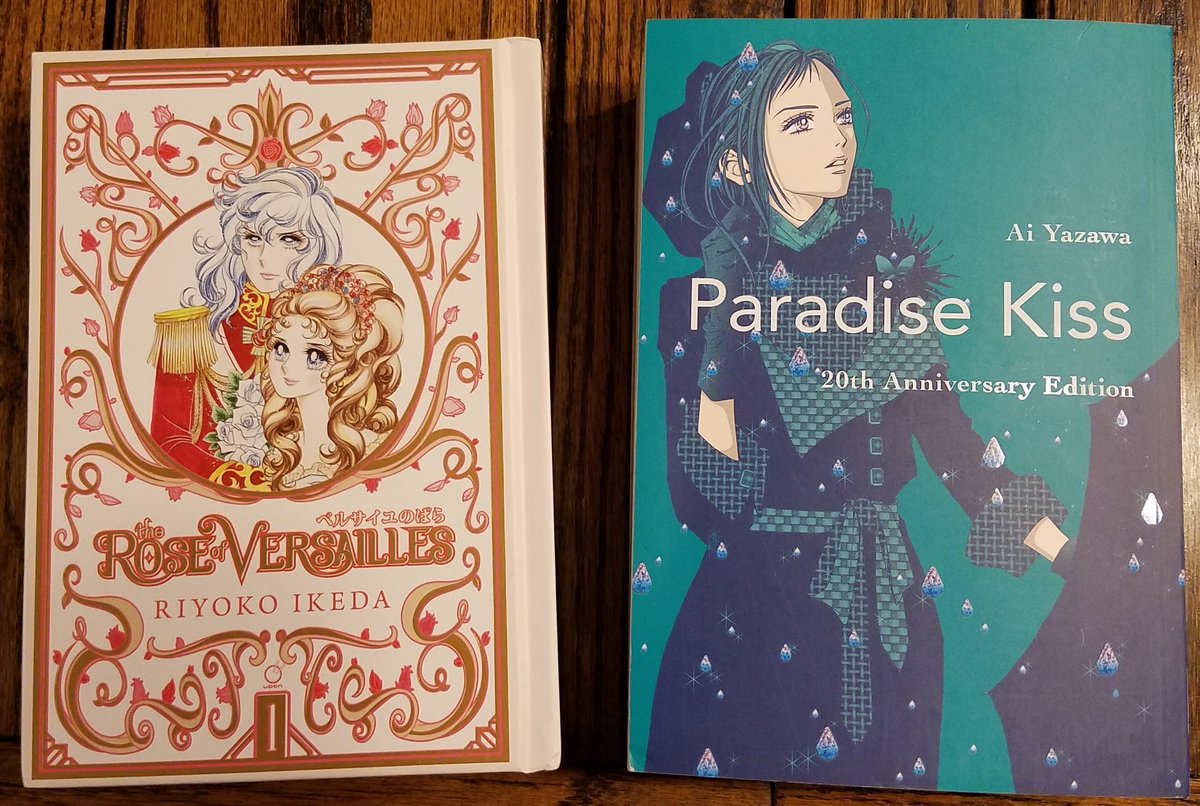 ベルサイユのばら
the
ROSE of VERSAILLES
RIYOKO IKEDA
udon
1
Ai Yazawa
Paradise Kiss
20th Anniversary Edition